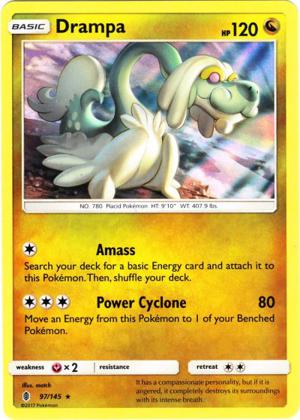 BASIC Drampa HP 120
NO. 780 Placid Pokémon HT: 9'10" WT: 407.9 lbs.
Amass
Search your deck for a basic Energy card and attach it
to this Pokémon. Then, shuffle your deck.
Power Cyclone 80
Move an Energy from this Pokémon to 1 of your Benched
Pokémon.
weakness × 2 resistance retreat
illus. match
97/145 ★
©2017 Pokémon
It has a compassionate personality, but if it is
angered, it completely destroys its surroundings
with its intense breath.